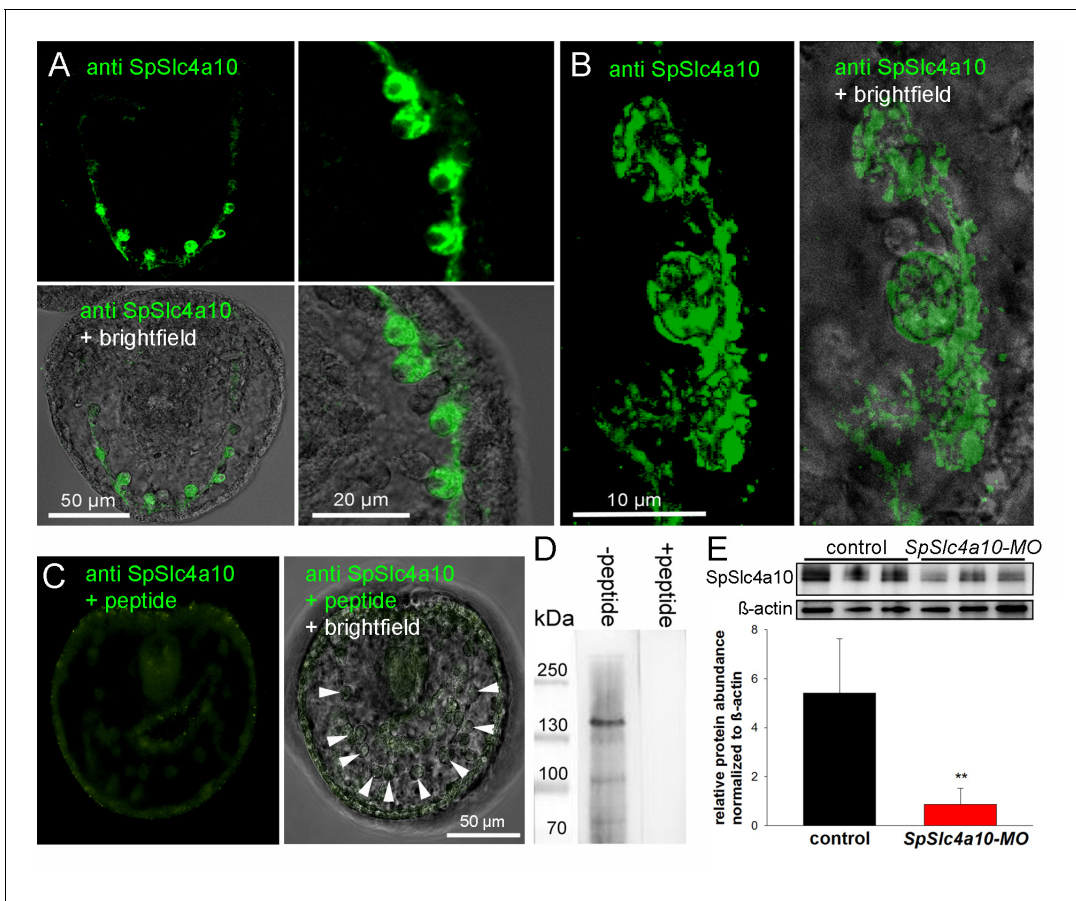 A
anti SpSlc4a10
anti SpSlc4a10
+ brightfield
50 µm
20 µm
B
anti SpSlc4a10
anti SpSlc4a10
+ brightfield
10 µm
C
anti SpSlc4a10
+ peptide
anti SpSlc4a10
+ peptide
+ brightfield
50 µm
D
-peptide
+peptide
kDa
250
130
100
70
E
control
SpSlc4a10-MO
SpSlc4a10
ß-actin
relative protein abundance
normalized to ß-actin
8
6
4
2
0
**
control
SpSlc4a10-MO